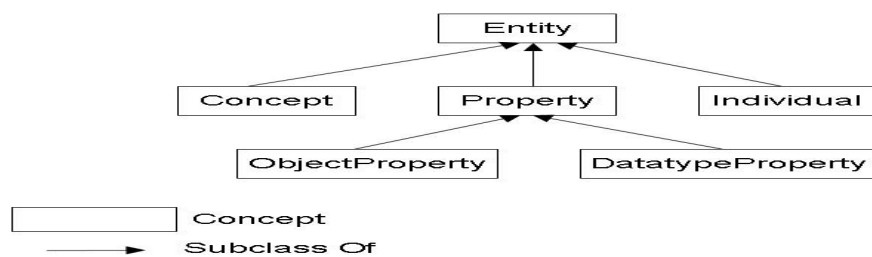 Entity
Concept Property Individual
ObjectProperty DatatypeProperty
Concept
Subclass Of